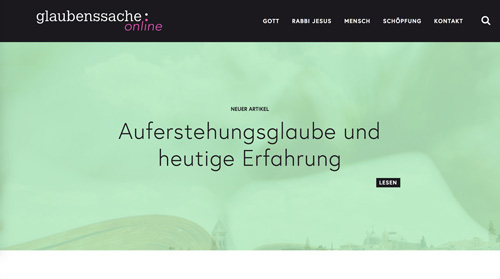 glaubenssache:
online
GOTT RABBI JESUS MENSCH SCHÖPFUNG KONTAKT
NEUER ARTIKEL
Auferstehungsglaube und
heutige Erfahrung
LESEN